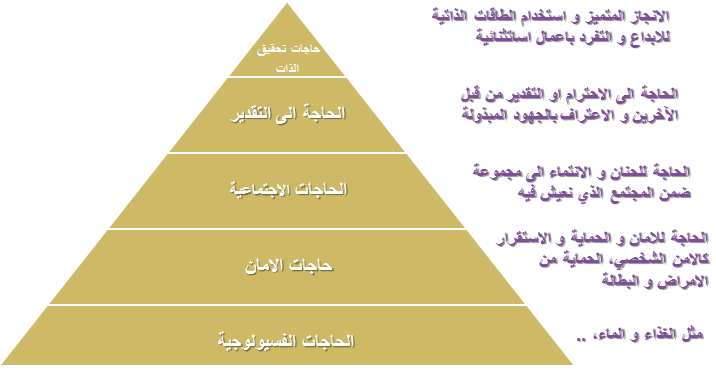 الانجاز المتميز و استخدام الطاقات الذاتية
للابداع و التفرد باعمال اساتثنائية
حاجات تحقيق
الذات
الحاجة الى الاحترام او التقدير من قبل
الآخرين و الاعتراف بالجهود المبذولة
الحاجة الى التقدير
الحاجة للحنان و الانتماء الى مجموعة
ضمن المجتمع الذي نعيش فيه
الحاجات الاجتماعية
الحاجة للامان و الحماية و الاستقرار
كالامن الشخصي، الحماية من
الامراض و البطالة
حاجات الامان
مثل الغذاء و الماء، ..
الحاجات الفسيولوجية